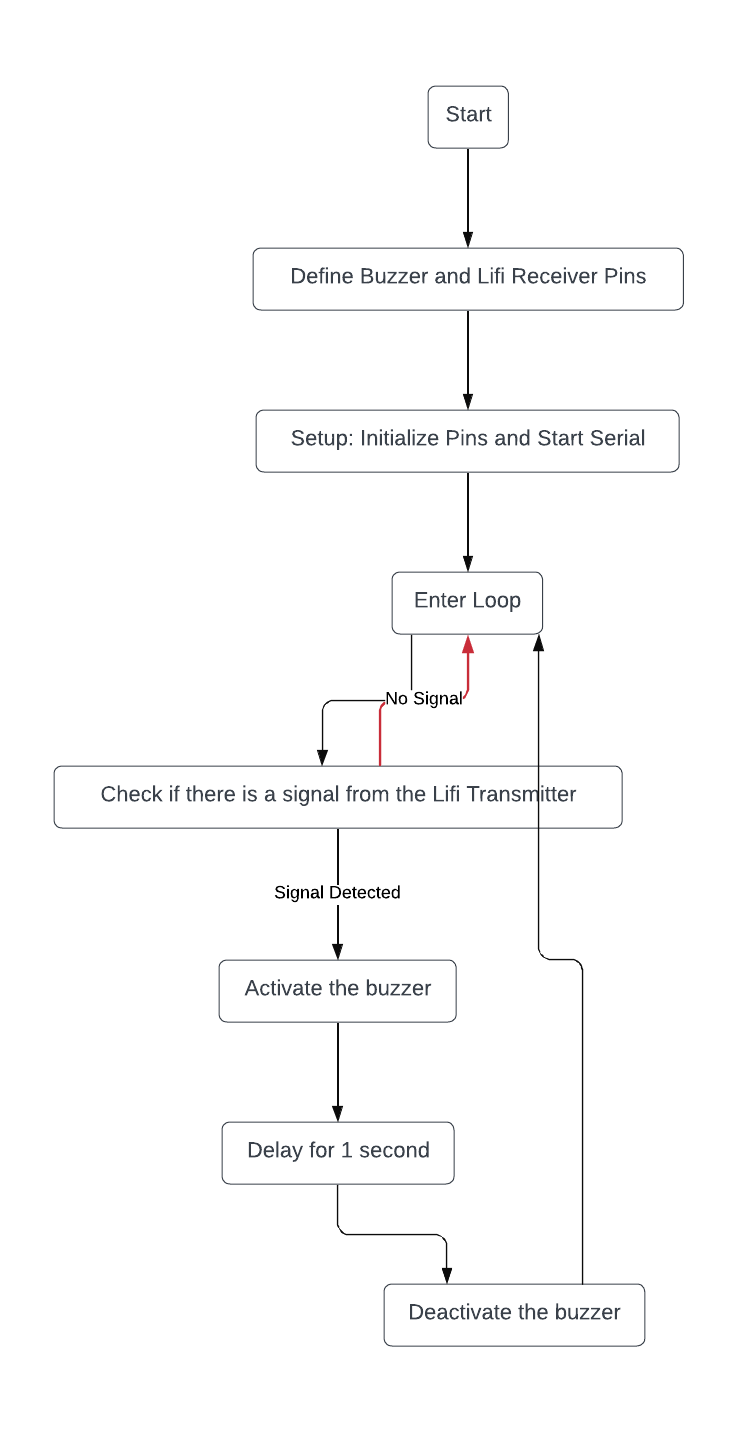 Start
Define Buzzer and Lifi Receiver Pins
Setup: Initialize Pins and Start Serial
Enter Loop
No Signal
Check if there is a signal from the Lifi Transmitter
Signal Detected
Activate the buzzer
Delay for 1 second
Deactivate the buzzer